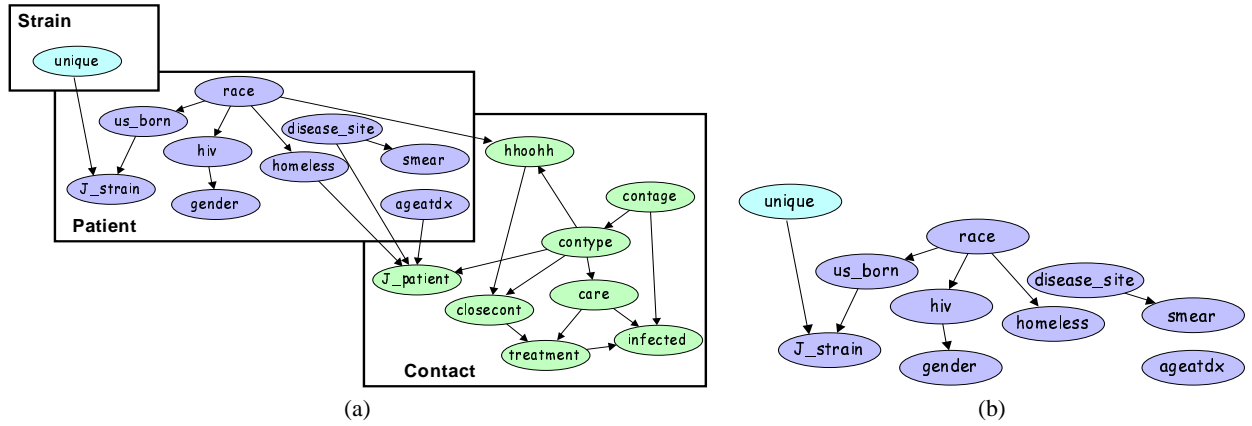 Strain
unique
race
us_born
disease_site
hiv
hhoohh
homeless
smear
J_strain
gender
ageatdx
contage
Patient
contype
J_patient
care
closecont
infected
treatment
Contact
(a)
unique
race
us_born
disease_site
hiv
homeless
smear
J_strain
gender
ageatdx
(b)